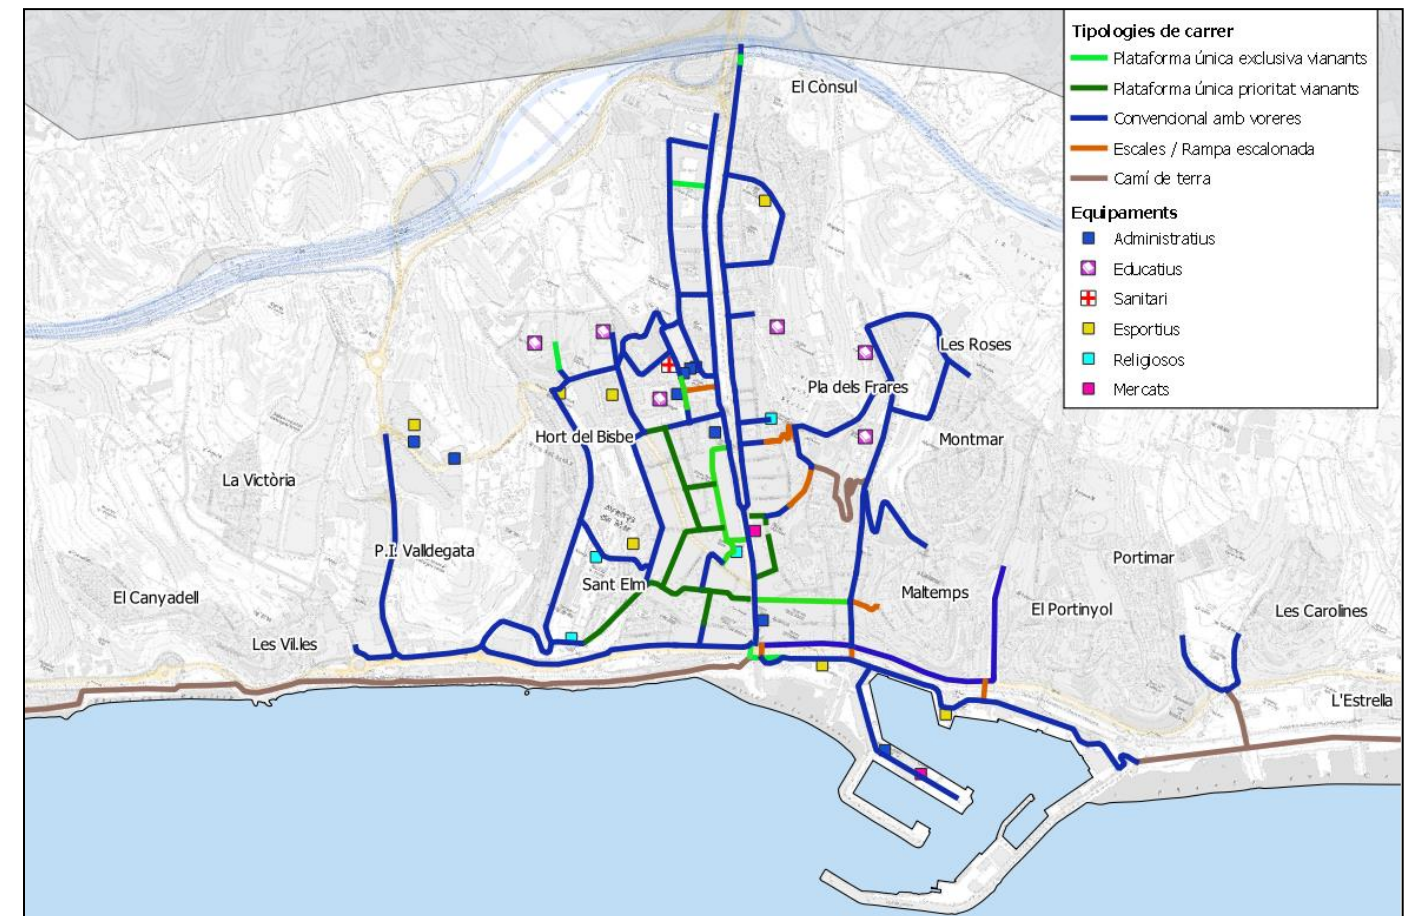 Tipologies de carrer
Plataforma única exclusiva vianants
Plataforma única prioritat vianants
Convencional amb voreres
Escales / Rampa escalonada
Camí de terra
Equipaments
Administratius
Educatius
Sanitari
Esportius
Religiosos
Mercats
El Cònsul
Les Roses
Pla dels Frares
Hort del Bisbe
Montmar
La Victòria
P.I. Valldegata
Portimar
Sant Elm
Maltemps
El Canyadell
El Portinyol
Les Carolines
Les Vil.les
L'Estrella